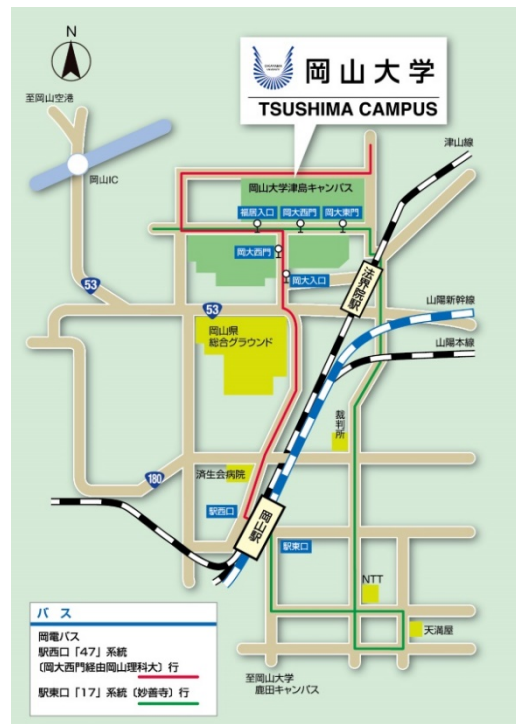 N
岡山大学
TSUSHIMA CAMPUS
至岡山空港
岡山IC
津山線
岡山大学津島キャンパス
福居入口
岡大西門
岡大東門
岡大西門
岡大入口
法界院駅
53
53
山陽新幹線
山陽本線
岡山県
総合グラウンド
裁判所
180
済生会病院
駅西口
岡山駅
駅東口
NTT
天満屋
至岡山大学
鹿田キャンパス
バス
岡電バス
駅西口「47」系統
〔岡大西門経由岡山理科大〕行
駅東口「17」系統〔妙善寺〕行